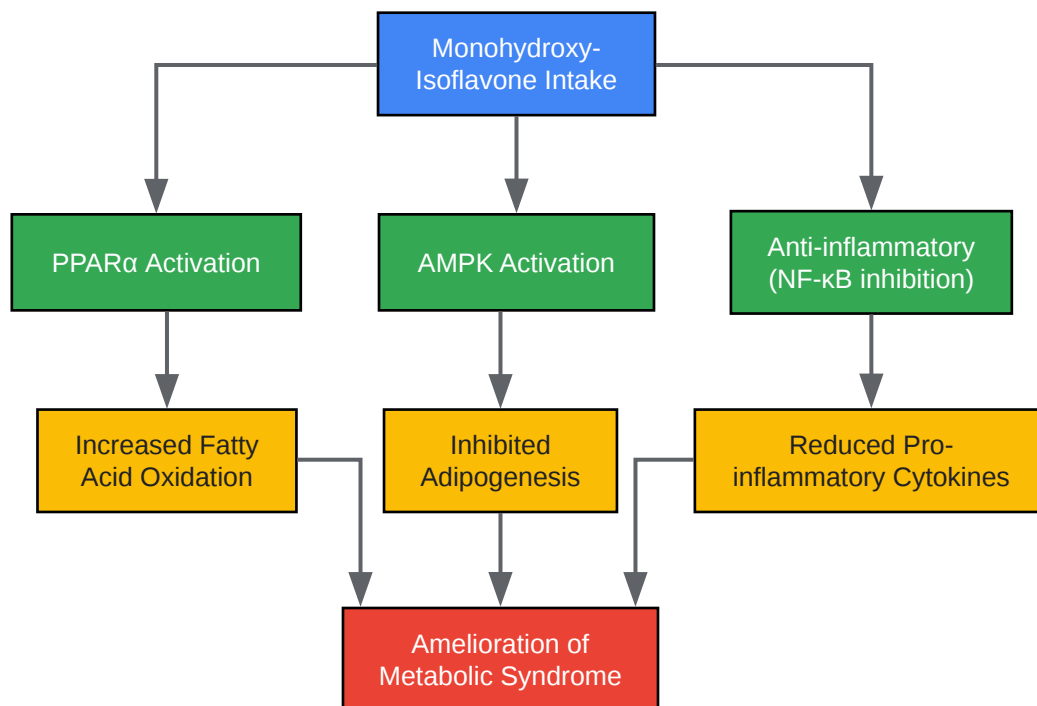 Monohydroxy-
Isoflavone Intake
PPARα Activation
AMPK Activation
Anti-inflammatory
(NF-κB inhibition)
Increased Fatty
Acid Oxidation
Inhibited
Adipogenesis
Reduced Pro-
inflammatory Cytokines
Amelioration of
Metabolic Syndrome